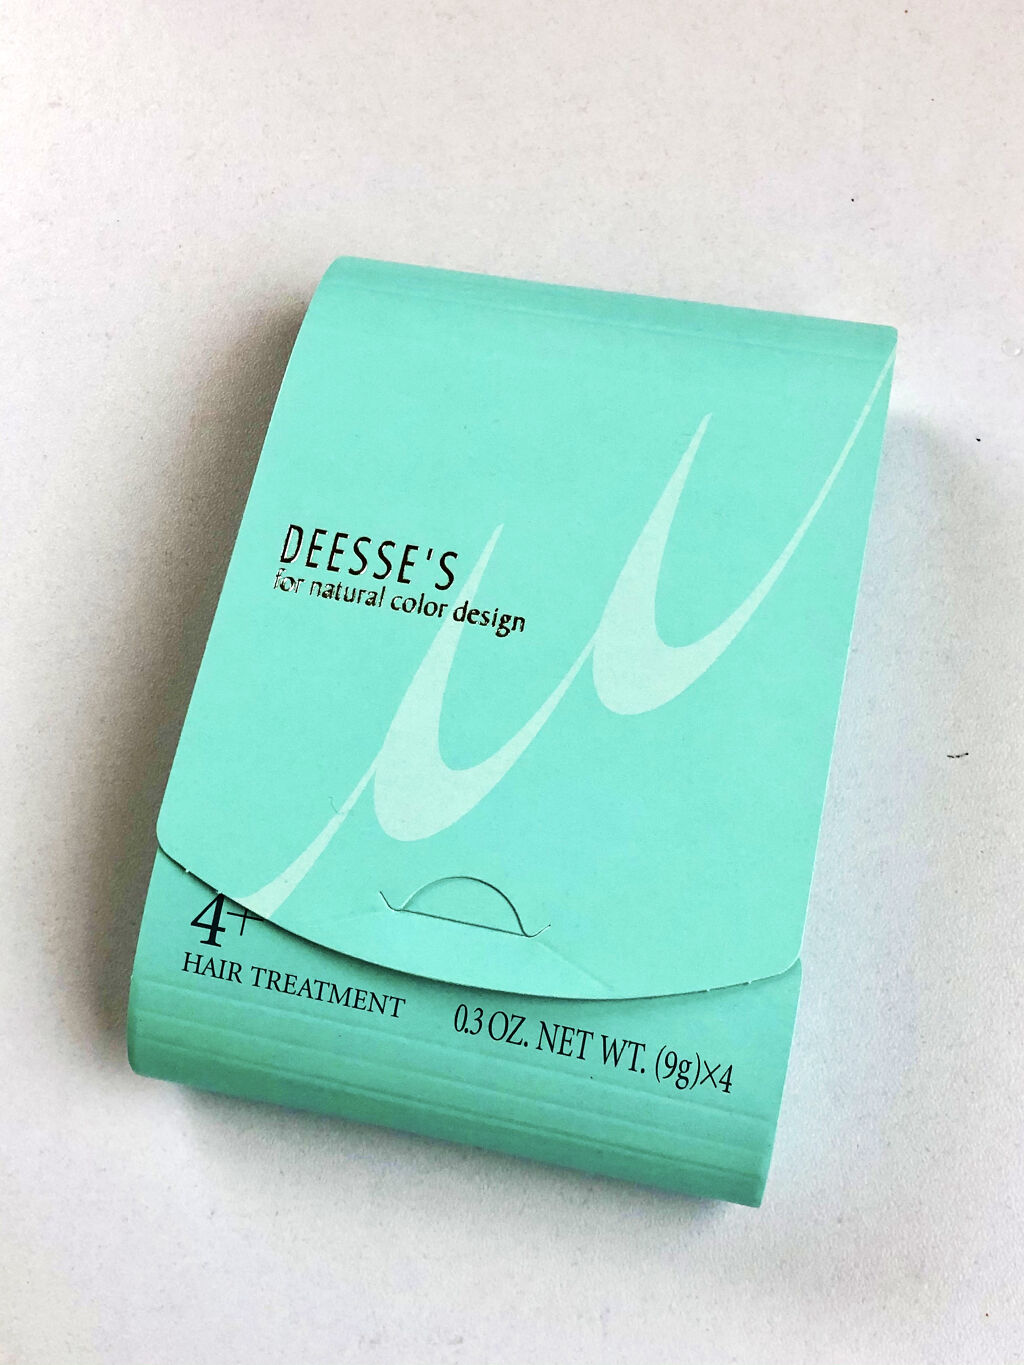 DEESSE'S
for natural color design
μ
4+
HAIR TREATMENT
0.3 OZ. NET WT. (9g)×4